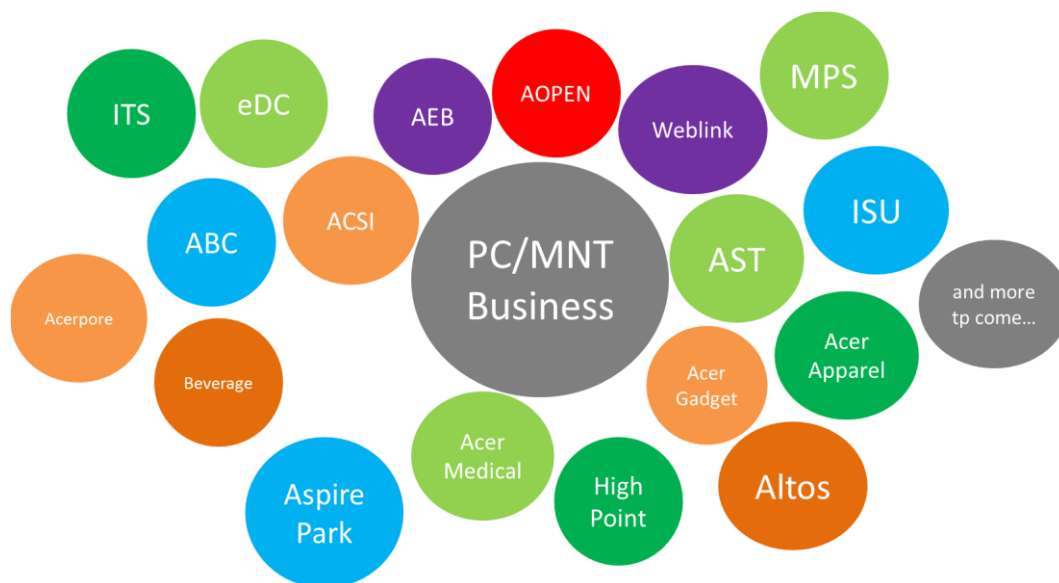 ITS
eDC
AEB
AOPEN
Weblink
MPS
ABC
ACSI
PC/MNT
Business
AST
ISU
Acerpore
Beverage
Acer
Gadget
Acer
Apparel
and more
tp come...
Aspire
Park
Acer
Medical
High
Point
Altos